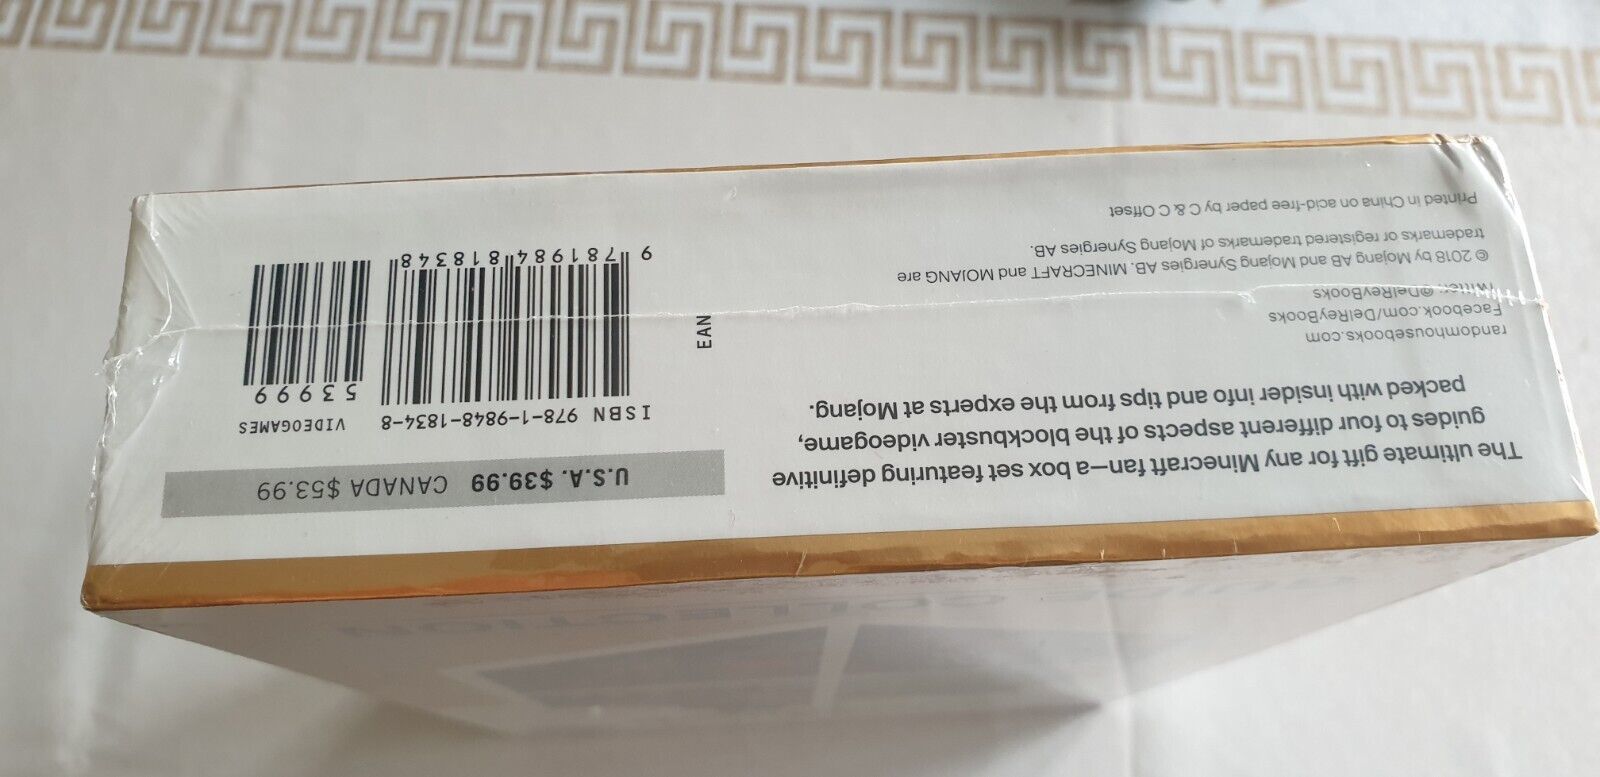 The ultimate gift for any Minecraft fan—a box set featuring definitive
guides to four different aspects of the blockbuster videogame,
packed with insider info and tips from the experts at Mojang.
randomhousebooks.com
Facebook.com/DelReyBooks
Twitter: @DelReyBooks
© 2018 by Mojang AB and Mojang Synergies AB. MINECRAFT and MOJANG are
trademarks or registered trademarks of Mojang Synergies AB.
Printed in China on acid-free paper by C & C Offset
U.S.A. $39.99 CANADA $53.99
ISBN 978-1-9848-1834-8
VIDEOGAMES
53999
EAN
9 781984 818348
GUIDE COLLECTION